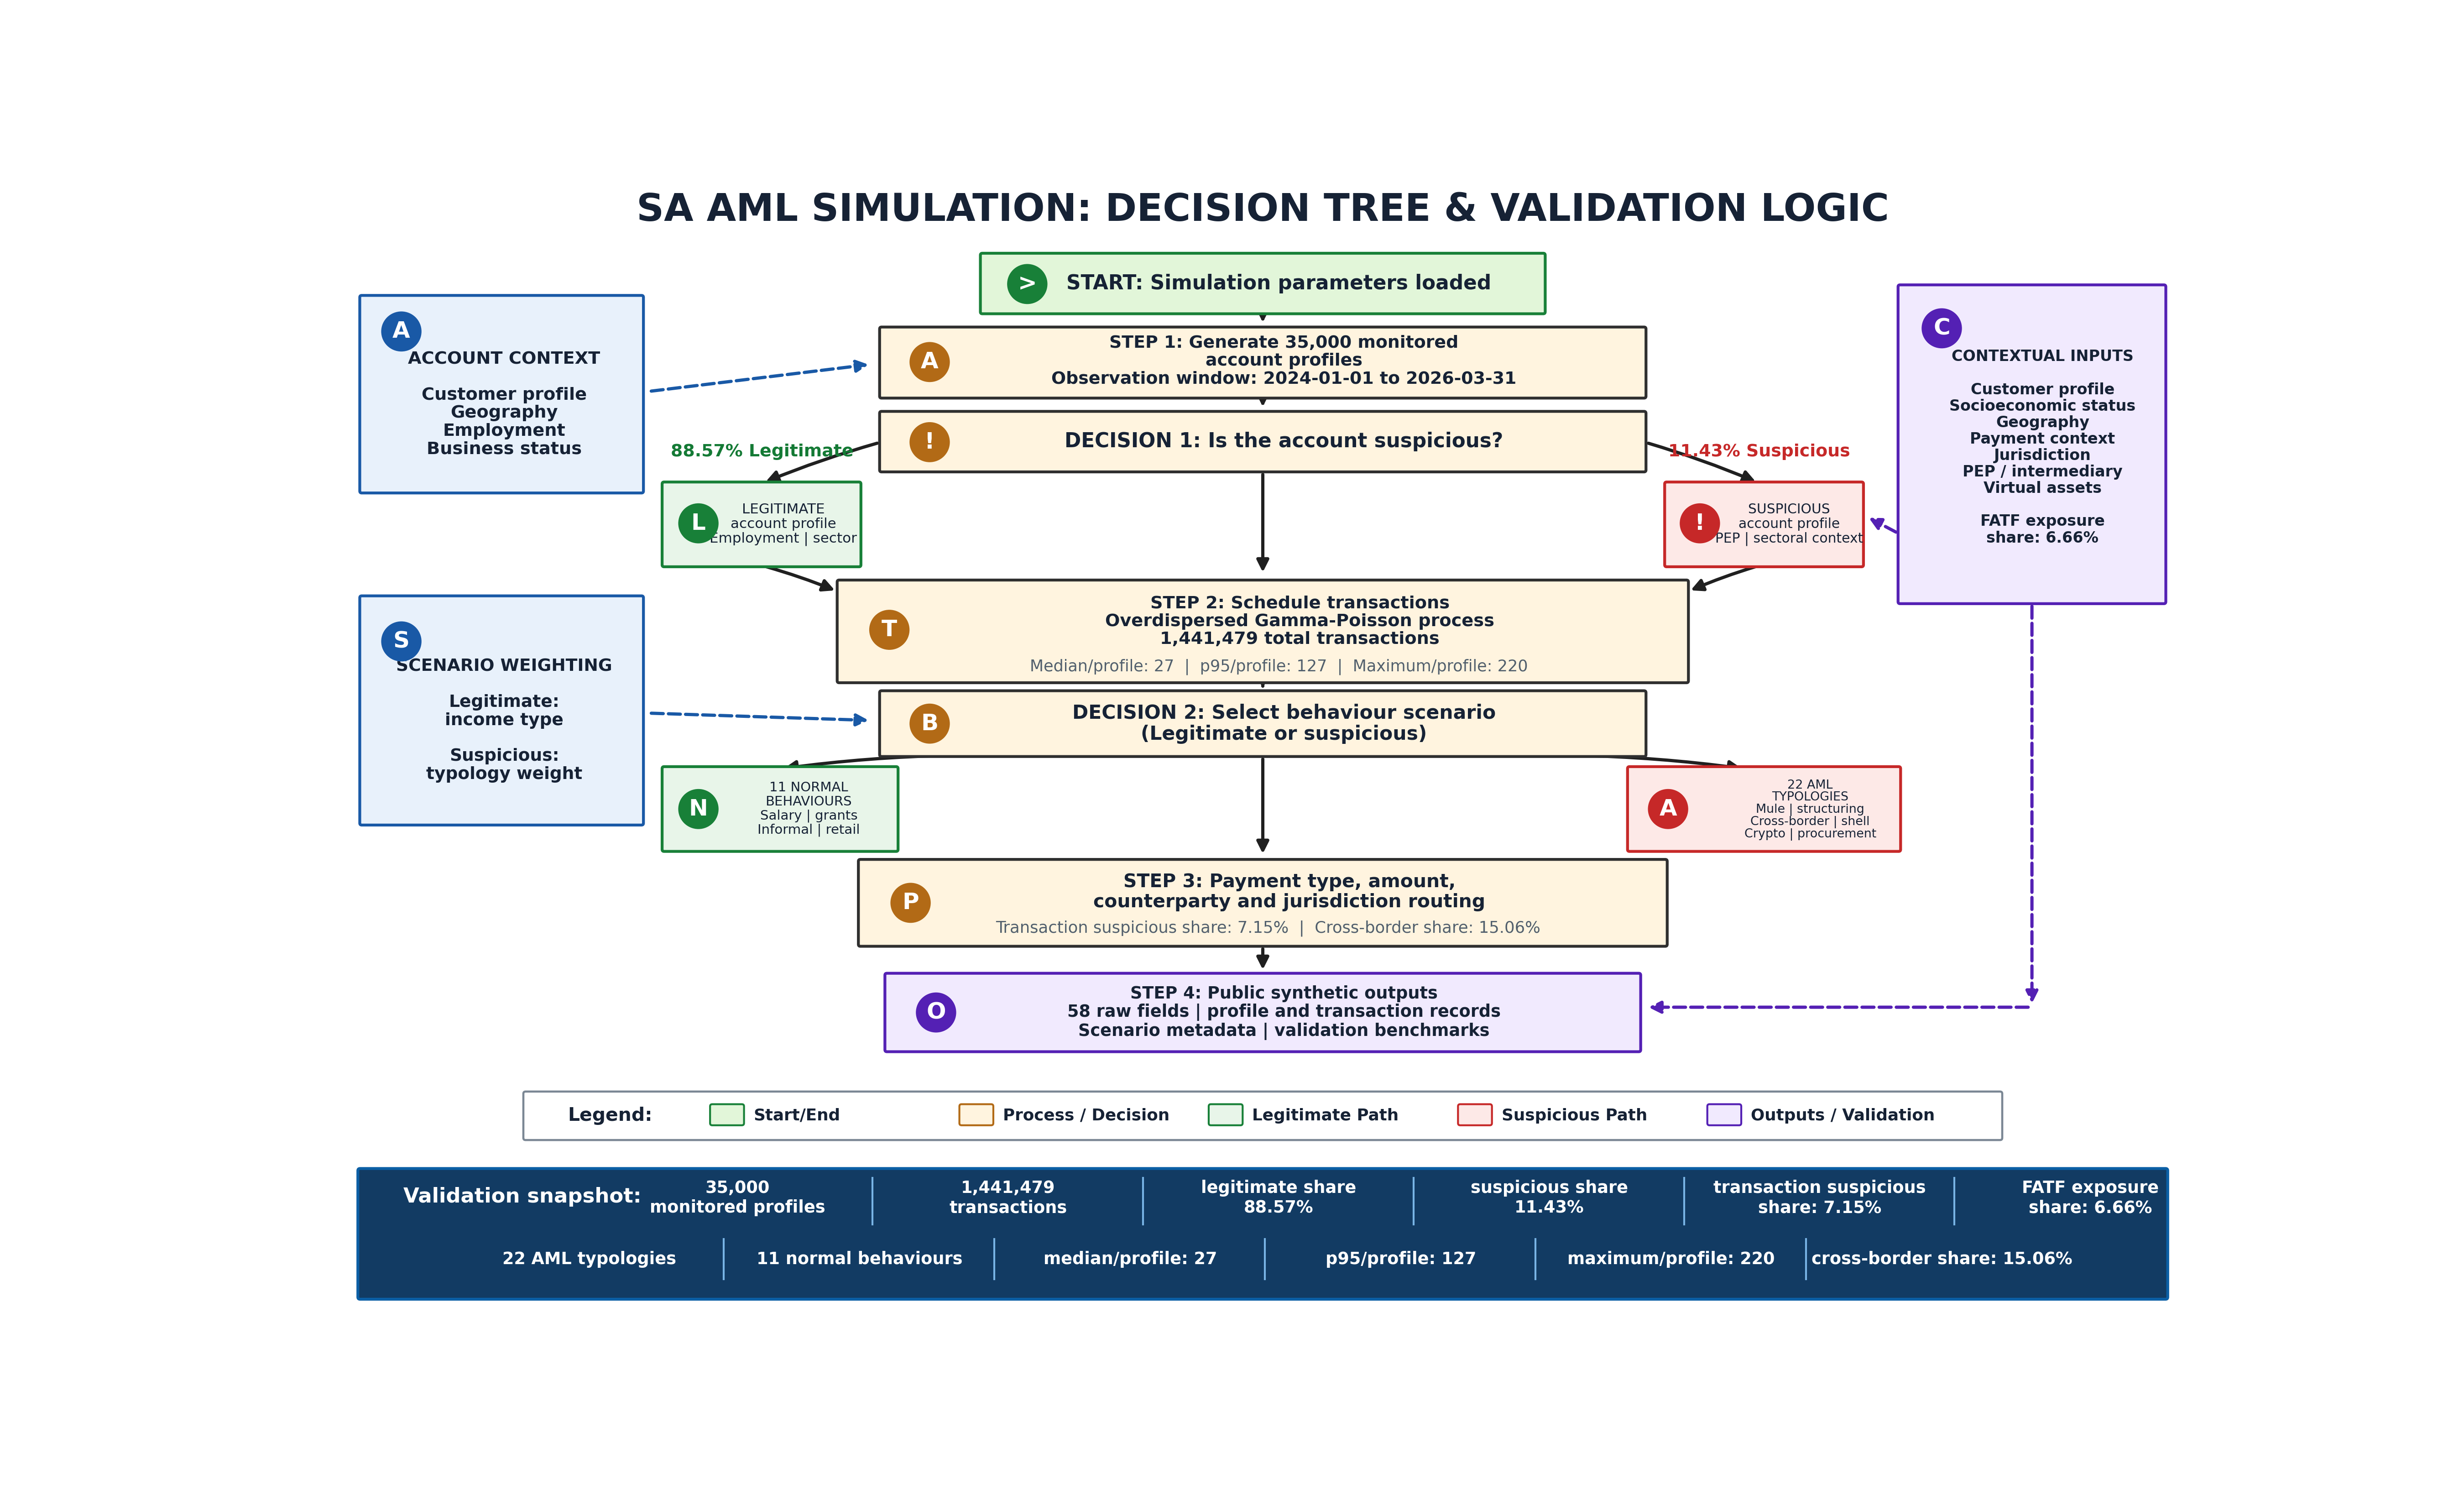 SA AML SIMULATION: DECISION TREE & VALIDATION LOGIC
>
START: Simulation parameters loaded
A
ACCOUNT CONTEXT
Customer profile
Geography
Employment
Business status
A
STEP 1: Generate 35,000 monitored
account profiles
Observation window: 2024-01-01 to 2026-03-31
C
CONTEXTUAL INPUTS
Customer profile
Socioeconomic status
Geography
Payment context
Jurisdiction
PEP / intermediary
Virtual assets
FATF exposure
share: 6.66%
!
DECISION 1: Is the account suspicious?
88.57% Legitimate
11.43% Suspicious
L
LEGITIMATE
account profile
Employment | sector
!
SUSPICIOUS
account profile
PEP | sectoral context
S
SCENARIO WEIGHTING
Legitimate:
income type
Suspicious:
typology weight
T
STEP 2: Schedule transactions
Overdispersed Gamma-Poisson process
1,441,479 total transactions
Median/profile: 27 | p95/profile: 127 | Maximum/profile: 220
B
DECISION 2: Select behaviour scenario
(Legitimate or suspicious)
N
11 NORMAL
BEHAVIOURS
Salary | grants
Informal | retail
A
22 AML
TYPOLOGIES
Mule | structuring
Cross-border | shell
Crypto | procurement
P
STEP 3: Payment type, amount,
counterparty and jurisdiction routing
Transaction suspicious share: 7.15% | Cross-border share: 15.06%
O
STEP 4: Public synthetic outputs
58 raw fields | profile and transaction records
Scenario metadata | validation benchmarks
Legend:
Start/End
Process / Decision
Legitimate Path
Suspicious Path
Outputs / Validation
Validation snapshot:
35,000
monitored profiles
1,441,479
transactions
legitimate share
88.57%
suspicious share
11.43%
transaction suspicious
share: 7.15%
FATF exposure
share: 6.66%
22 AML typologies
11 normal behaviours
median/profile: 27
p95/profile: 127
maximum/profile: 220
cross-border share: 15.06%